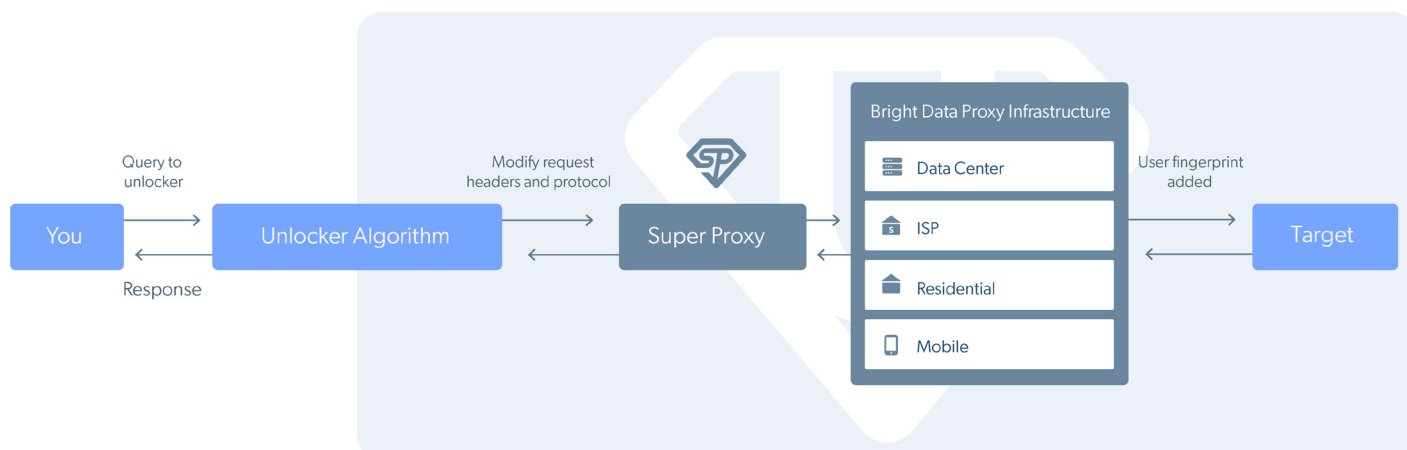 Bright Data Proxy Infrastructure
Query to
unlocker
Modify request
headers and protocol
SP
Data Center
User fingerprint
added
You
Unlocker Algorithm
Super Proxy
S
ISP
Target
Response
Residential
Mobile